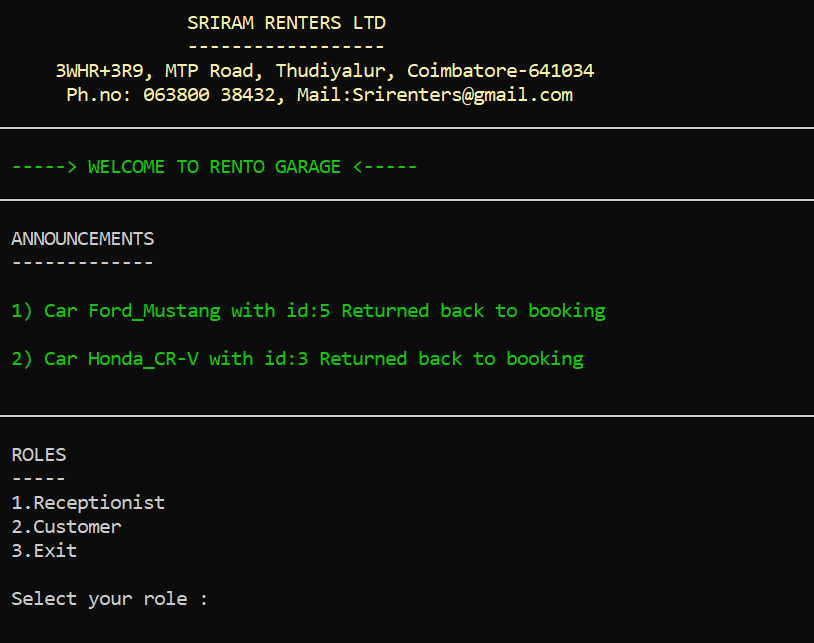 SRIRAM RENTERS LTD
------------------
3WHR+3R9, MTP Road, Thudiyalur, Coimbatore-641034
Ph.no: 063800 38432, Mail:Srirenters@gmail.com
-----> WELCOME TO RENTO GARAGE <-----
ANNOUNCEMENTS
-------------
1) Car Ford_Mustang with id:5 Returned back to booking
2) Car Honda_CR-V with id:3 Returned back to booking
ROLES
-----
1.Receptionist
2.Customer
3.Exit
Select your role :